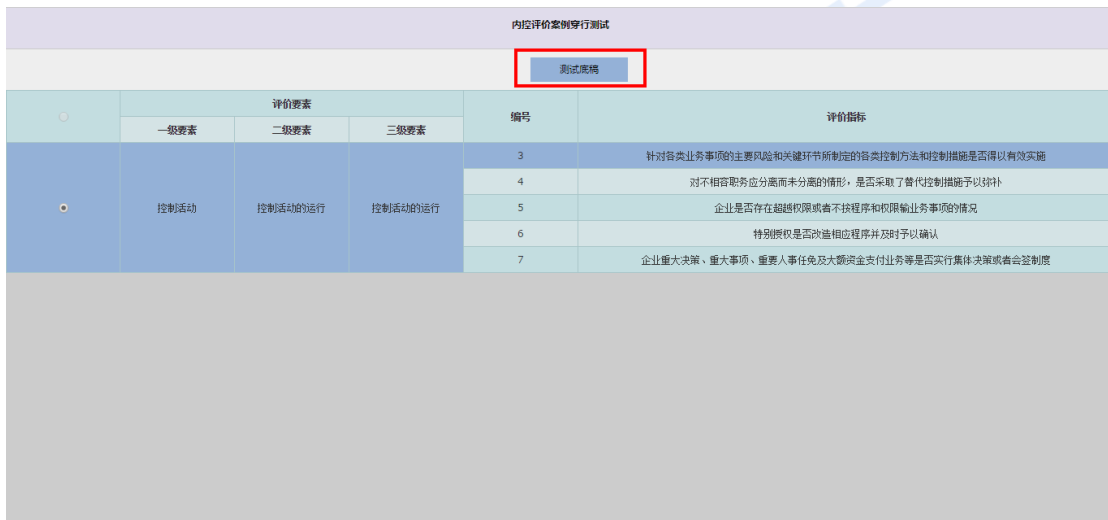 内控评价案例穿行测试
测试底稿
评价要素 编号 评价指标
一级要素 二级要素 三级要素
控制活动 控制活动的运行 控制活动的运行
3 针对各类业务事项的主要风险和关键环节所制定的各类控制方法和控制措施是否得以有效实施
4 对不相容职务应分离而未分离的情形，是否采取了替代控制措施予以弥补
5 企业是否存在超越权限或者不按程序和权限输业务事项的情况
6 特别授权是否改造相应程序并及时予以确认
7 企业重大决策、重大事项、重要人事任免及大额资金支付业务等是否实行集体决策或者会签制度